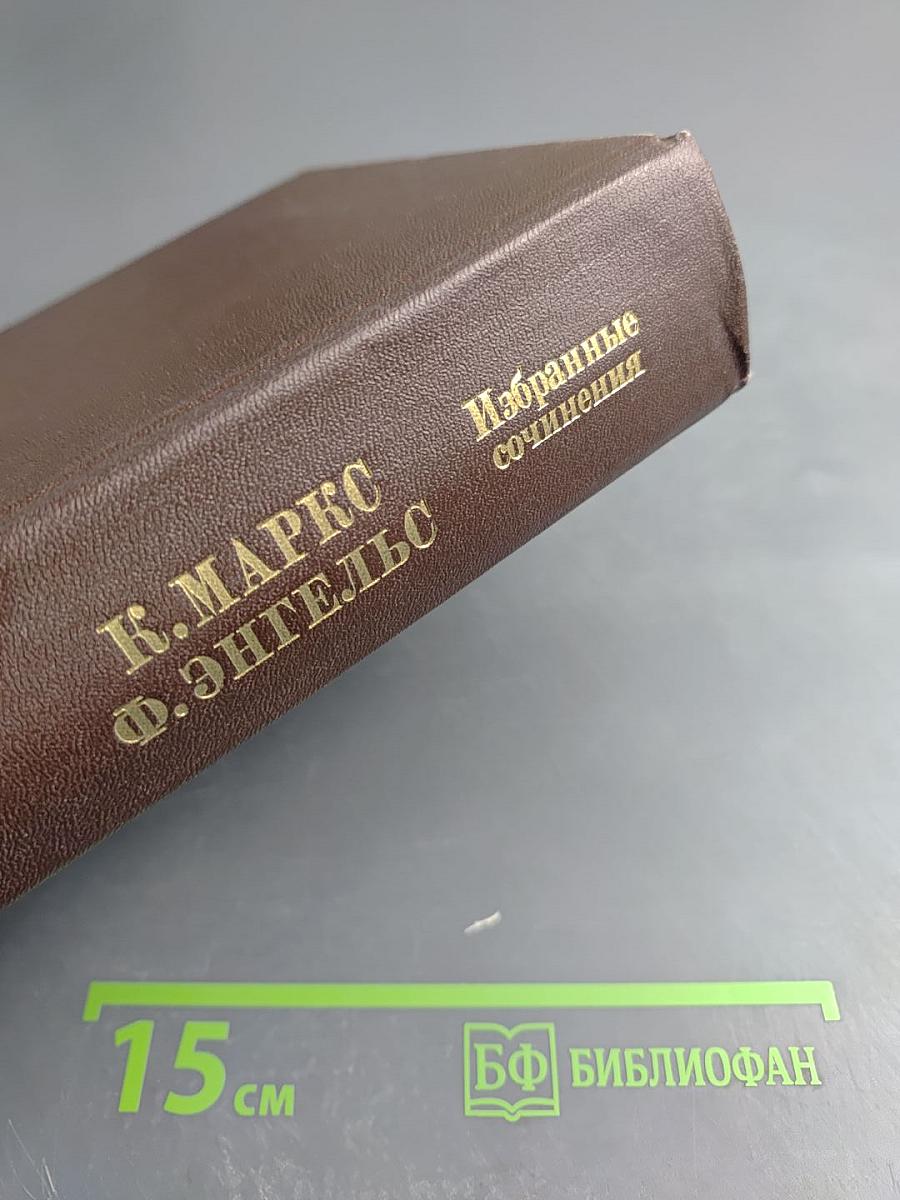 К. МАРКС
Ф. ЭНГЕЛЬС
Избранные
сочинения
15 см
БФ БИБЛИОФАН